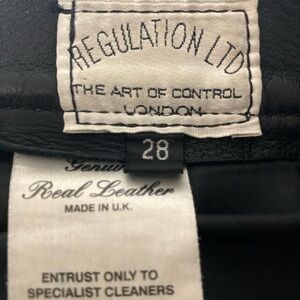 REGULATION LTD
THE ART OF CONTROL
LONDON
28
Genuine
Real Leather
MADE IN U.K.
ENTRUST ONLY TO
SPECIALIST CLEANERS